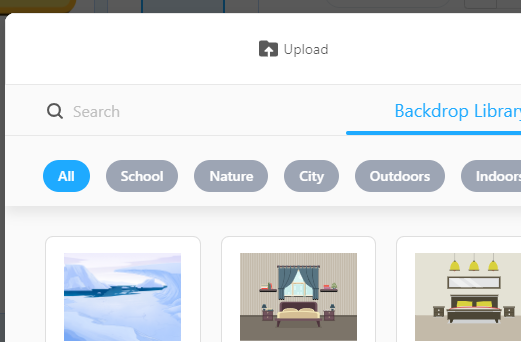 Upload
Search
Backdrop Library
All School Nature City Outdoors Indoors